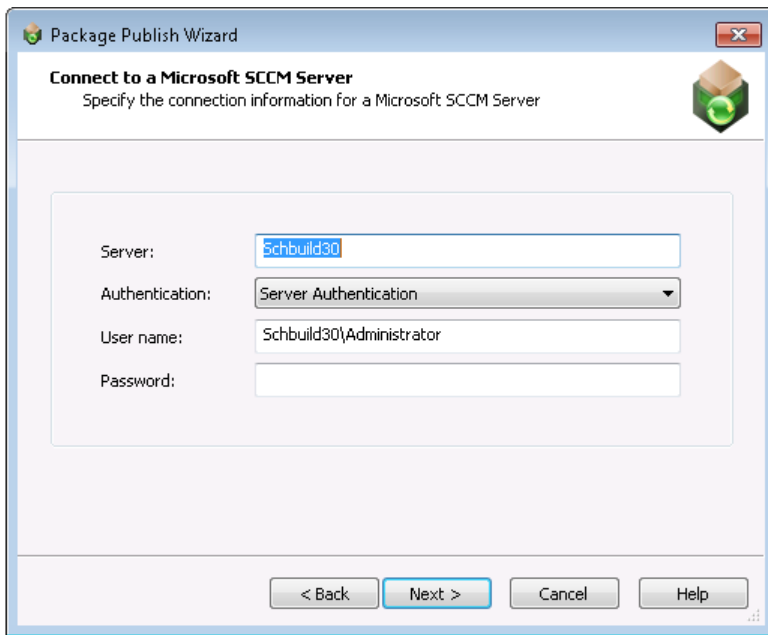 Package Publish Wizard
Connect to a Microsoft SCCM Server
Specify the connection information for a Microsoft SCCM Server
Server: Schbuild30
Authentication: Server Authentication
User name: Schbuild30\Administrator
Password:
< Back Next > Cancel Help